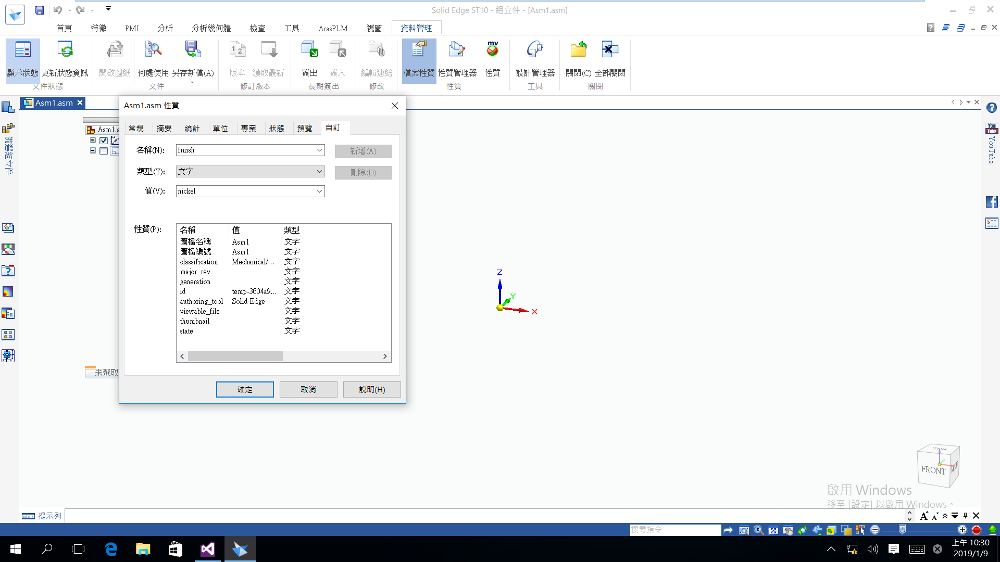 Solid Edge ST10 - 組立件 - [Asm1.asm]
首頁 特徵 PMI 分析 分析幾何體 檢查 工具 ArasPLM 視圖 資料管理
顯示狀態 更新狀態資訊 開啟圖紙 何處使用 另存新檔(A) 版本 獲取最新 簽出 簽入 編輯連結 檔案性質 性質管理器 性質 設計管理器 關閉(C) 全部關閉
文件狀態 文件 修訂版本 長期簽出 修改 性質 工具 關閉
Asm1.asm
Asm1.asm 性質
常規 摘要 統計 單位 專案 狀態 預覽 自訂
名稱(N): finish 新增(A)
類型(T): 文字 刪除(D)
值(V): nickel
性質(P):
名稱 值 類型
圖檔名稱 Asm1 文字
圖檔編號 Asm1 文字
classification Mechanical/... 文字
major_rev 文字
generation 文字
id temp-3604a9... 文字
authoring_tool Solid Edge 文字
viewable_file 文字
thumbnail 文字
state 文字
確定 取消 說明(H)
Asm1.a
備選組立件
未選取
YouTube
Z
Y
X
TOP
FRONT
啟用 Windows
移至 [設定] 以啟用 Windows。
提示列
搜尋指令
上午 10:30
2019/1/9